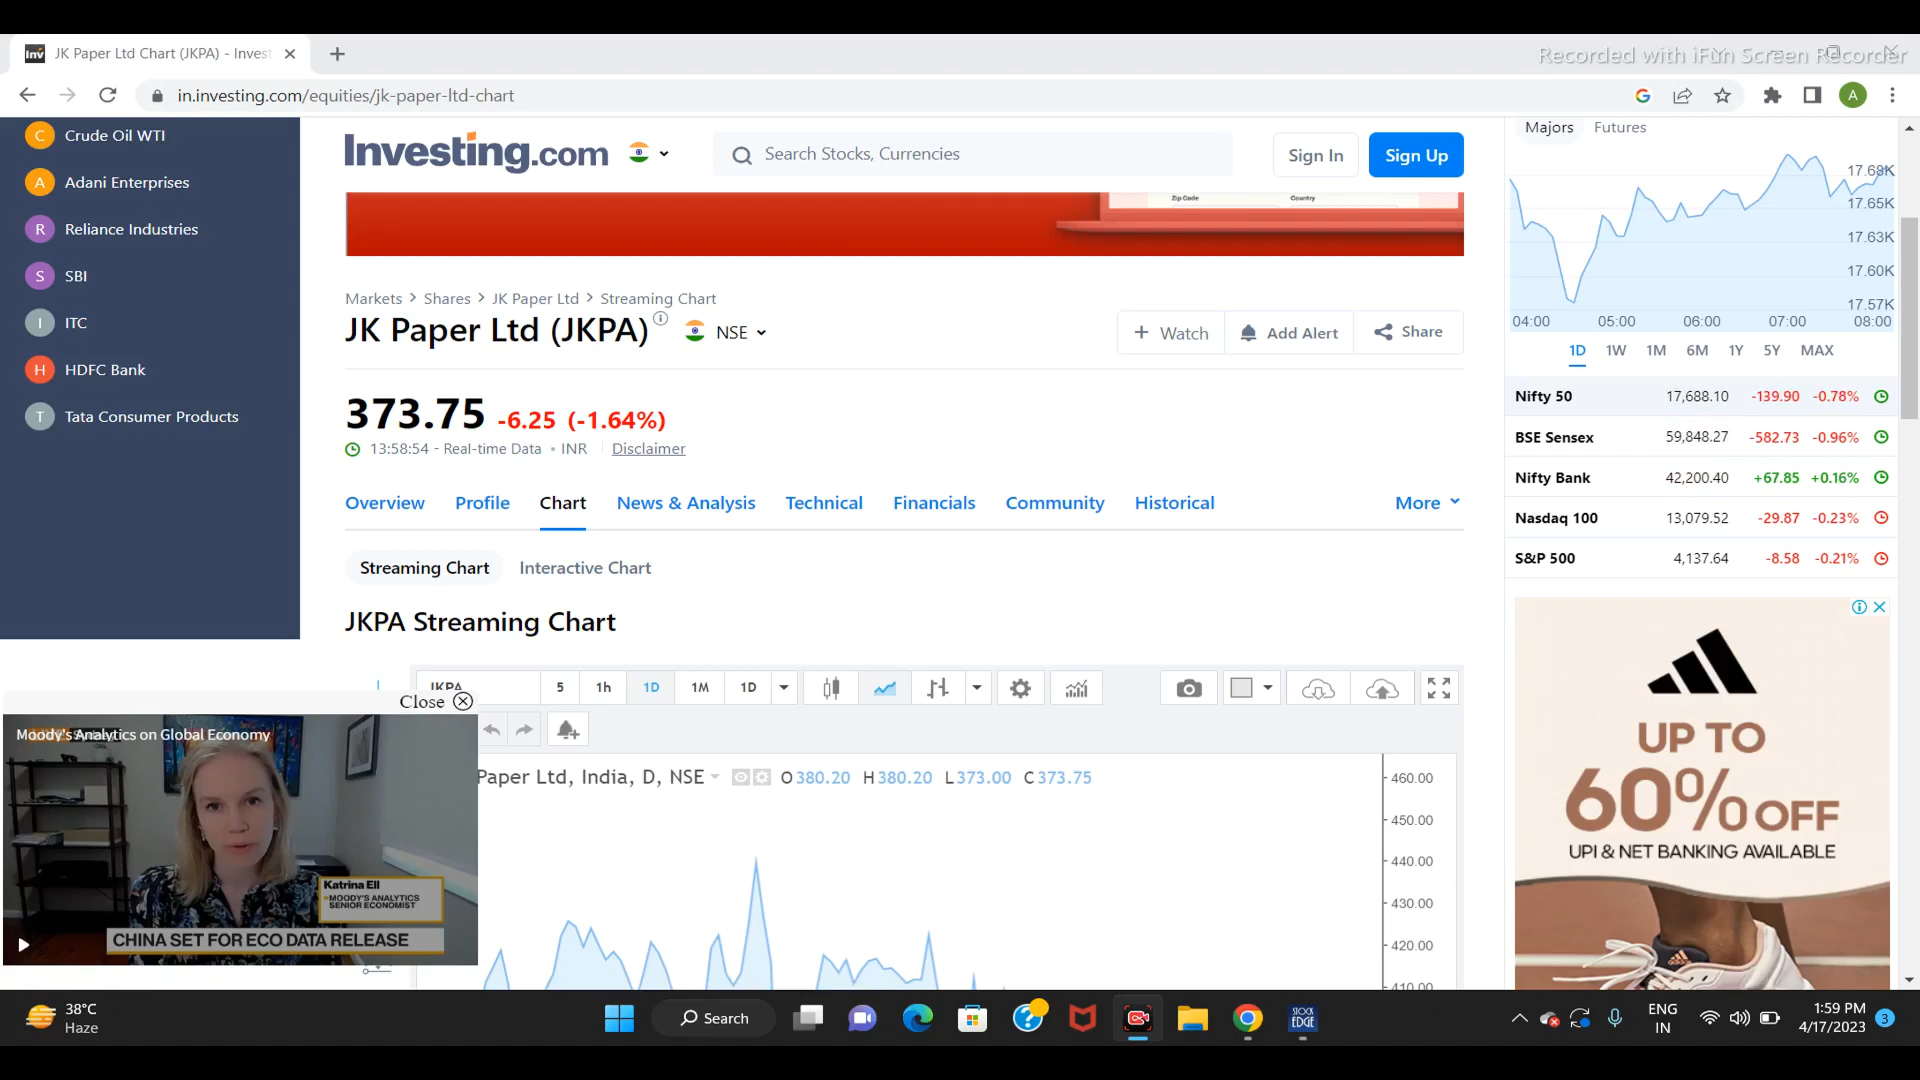 JK Paper Ltd Chart (JKPA) - Invest
Recorded with iFun Screen Recorder
in.investing.com/equities/jk-paper-ltd-chart
A
C Crude Oil WTI
A Adani Enterprises
R Reliance Industries
S SBI
I ITC
H HDFC Bank
T Tata Consumer Products
Investing.com
Search Stocks, Currencies
Sign In
Sign Up
Zip Code
Country
Markets > Shares > JK Paper Ltd > Streaming Chart
JK Paper Ltd (JKPA)
NSE
+ Watch
Add Alert
Share
373.75 -6.25 (-1.64%)
13:58:54 - Real-time Data • INR Disclaimer
Overview Profile Chart News & Analysis Technical Financials Community Historical More
Streaming Chart Interactive Chart
JKPA Streaming Chart
JKPA 5 1h 1D 1M 1D
Paper Ltd, India, D, NSE O 380.20 H 380.20 L 373.00 C 373.75
460.00
450.00
440.00
430.00
420.00
410.00
Close
Moody's Analytics on Global Economy
Katrina Ell
MOODY'S ANALYTICS
SENIOR ECONOMIST
CHINA SET FOR ECO DATA RELEASE
Majors Futures
17.68K
17.65K
17.63K
17.60K
17.57K
04:00 05:00 06:00 07:00 08:00
1D 1W 1M 6M 1Y 5Y MAX
Nifty 50 17,688.10 -139.90 -0.78%
BSE Sensex 59,848.27 -582.73 -0.96%
Nifty Bank 42,200.40 +67.85 +0.16%
Nasdaq 100 13,079.52 -29.87 -0.23%
S&P 500 4,137.64 -8.58 -0.21%
UP TO
60% OFF
UPI & NET BANKING AVAILABLE
38°C
Haze
Search
STOCK
EDGE
ENG
IN
1:59 PM
4/17/2023
3